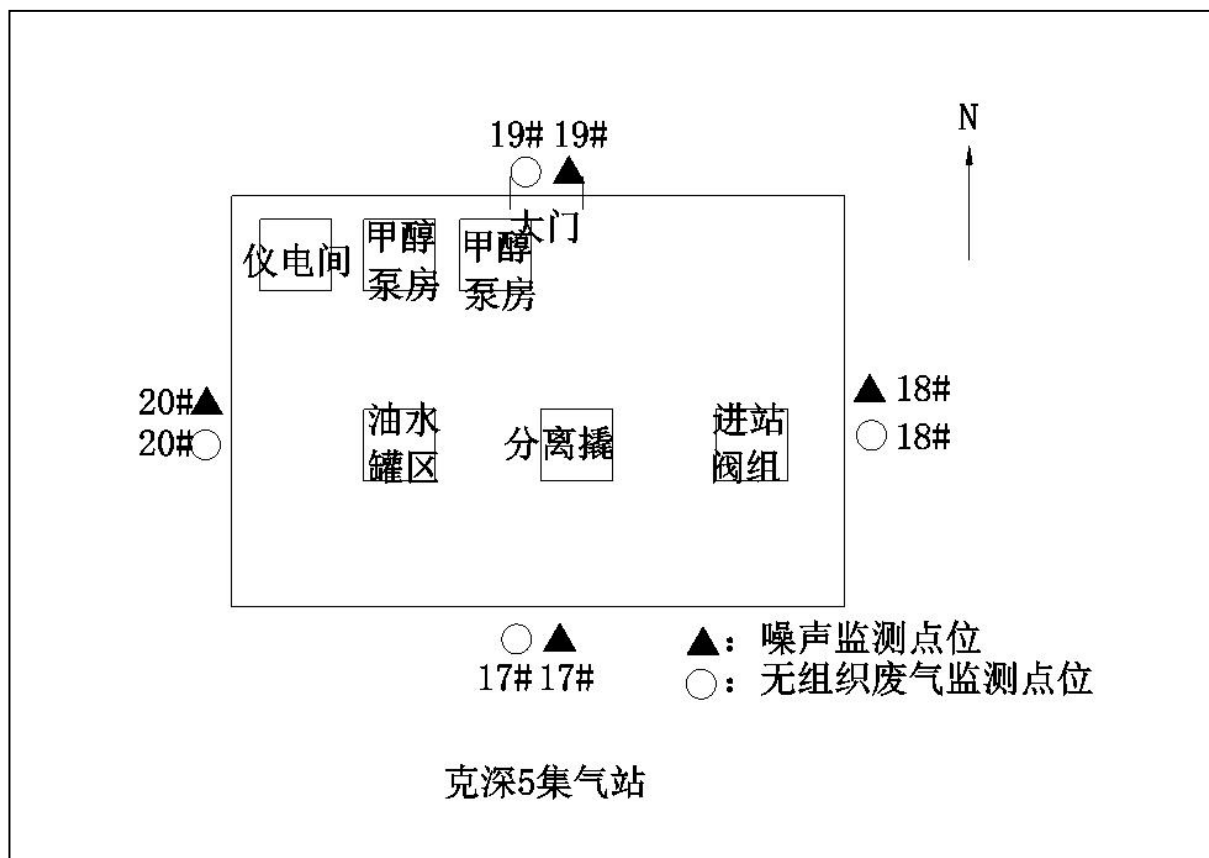 19# 19#
N
大门
仪电间
甲醇
泵房
甲醇
泵房
20#▲
20#○
▲ 18#
○ 18#
油水
罐区
分离撬
进站
阀组
17# 17#
▲：噪声监测点位
○：无组织废气监测点位
克深5集气站